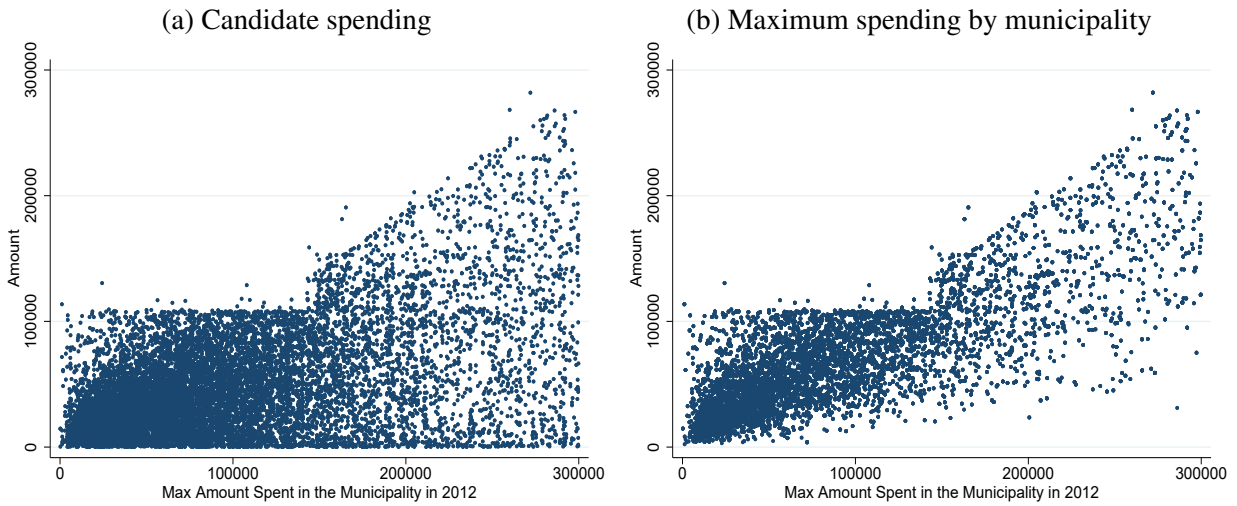 (a) Candidate spending
300000
200000
100000
0
Amount
0 100000 200000 300000
Max Amount Spent in the Municipality in 2012
(b) Maximum spending by municipality
300000
200000
100000
0
Amount
0 100000 200000 300000
Max Amount Spent in the Municipality in 2012